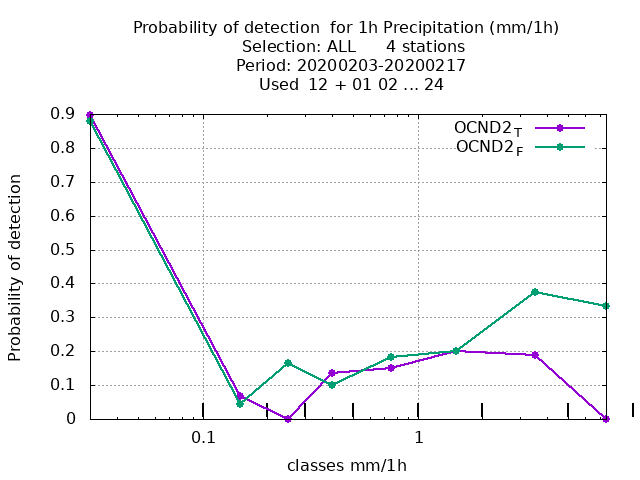 Probability of detection  for 1h Precipitation (mm/1h)
Selection: ALL      4 stations
Period: 20200203-20200217
Used  12 + 01 02 ... 24
OCND2T
OCND2F
Probability of detection
0.9
0.8
0.7
0.6
0.5
0.4
0.3
0.2
0.1
0
0.1 1
classes mm/1h